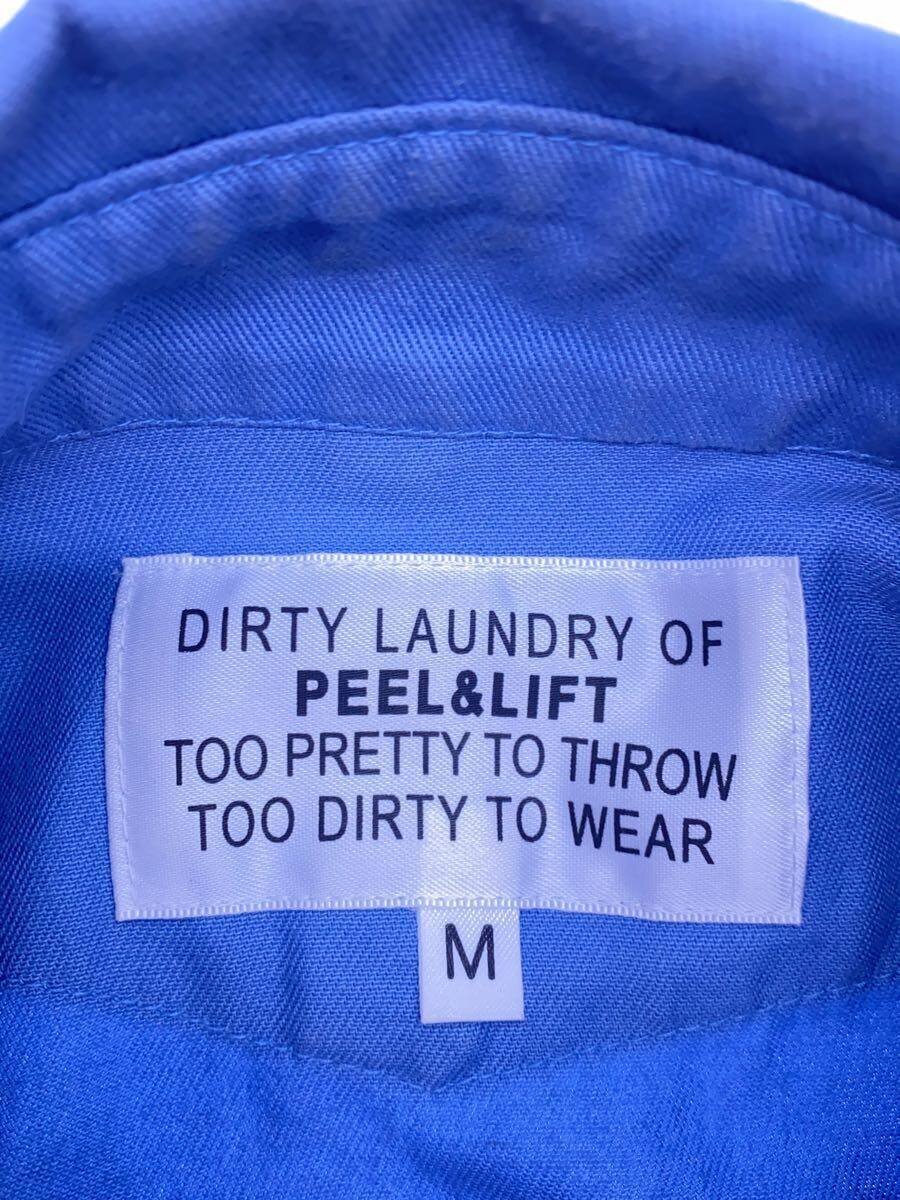 DIRTY LAUNDRY OF
PEEL&LIFT
TOO PRETTY TO THROW
TOO DIRTY TO WEAR
M